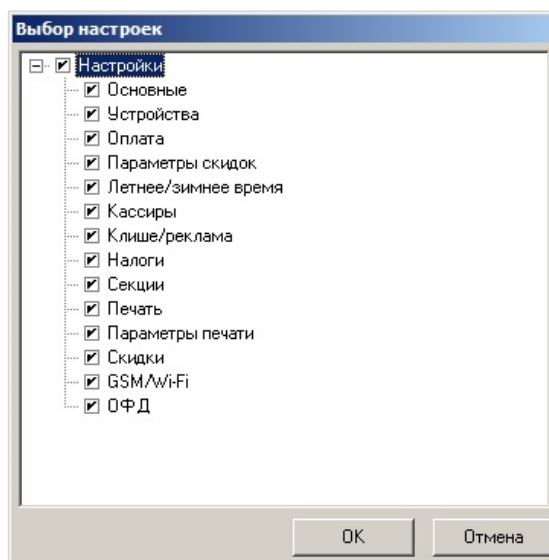 Выбор настроек
Настройки
Основные
Устройства
Оплата
Параметры скидок
Летнее/зимнее время
Кассиры
Клише/реклама
Налоги
Секции
Печать
Параметры печати
Скидки
GSM/Wi-Fi
ОФД
OK
Отмена